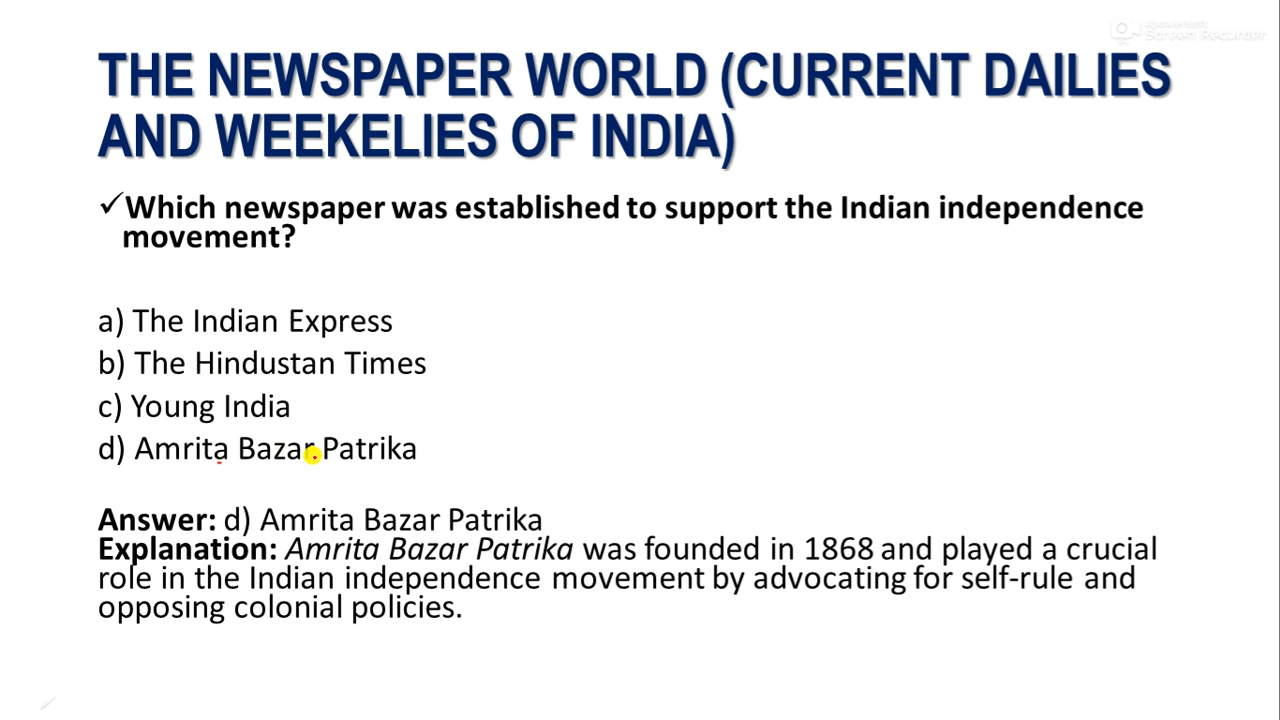 Apowersoft
Screen Recorder
THE NEWSPAPER WORLD (CURRENT DAILIES
AND WEEKELIES OF INDIA)
✓Which newspaper was established to support the Indian independence
movement?
a) The Indian Express
b) The Hindustan Times
c) Young India
d) Amrita Bazar Patrika
Answer: d) Amrita Bazar Patrika
Explanation: Amrita Bazar Patrika was founded in 1868 and played a crucial
role in the Indian independence movement by advocating for self-rule and
opposing colonial policies.